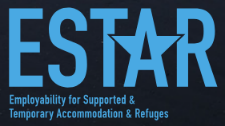 ESTAR
Employability for Supported &
Temporary Accommodation & Refuges